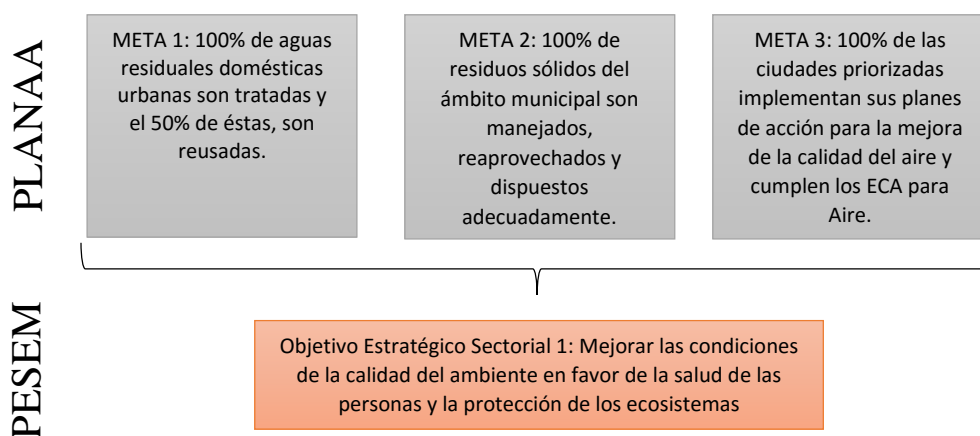 PLANAA
META 1: 100% de aguas
residuales domésticas
urbanas son tratadas y
el 50% de éstas, son
reusadas.
META 2: 100% de
residuos sólidos del
ámbito municipal son
manejados,
reaprovechados y
dispuestos
adecuadamente.
META 3: 100% de las
ciudades priorizadas
implementan sus planes
de acción para la mejora
de la calidad del aire y
cumplen los ECA para
Aire.
PESEM
Objetivo Estratégico Sectorial 1: Mejorar las condiciones
de la calidad del ambiente en favor de la salud de las
personas y la protección de los ecosistemas